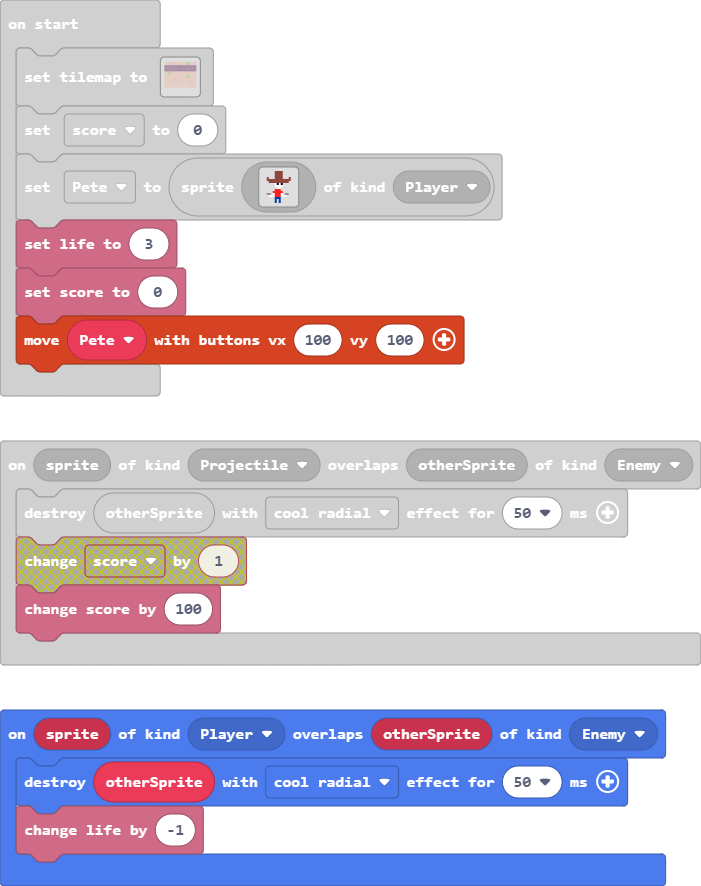 on start
set tilemap to
set score to 0
set Pete to sprite of kind Player
set life to 3
set score to 0
move Pete with buttons vx 100 vy 100
on sprite of kind Projectile overlaps otherSprite of kind Enemy
destroy otherSprite with cool radial effect for 50 ms
change score by 1
change score by 100
on sprite of kind Player overlaps otherSprite of kind Enemy
destroy otherSprite with cool radial effect for 50 ms
change life by -1